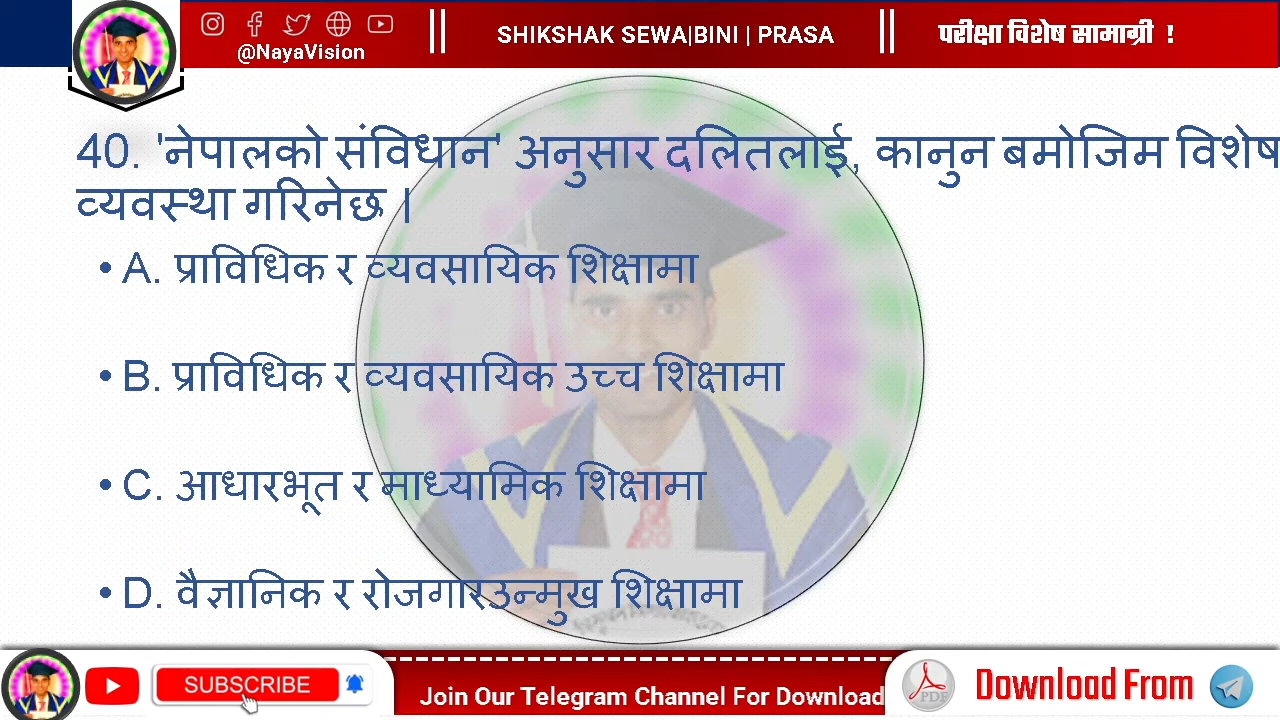 @NayaVision
SHIKSHAK SEWA|BINI | PRASA
परीक्षा विशेष सामाग्री !
40. 'नेपालको संविधान' अनुसार दलितलाई, कानुन बमोजिम विशेष
व्यवस्था गरिनेछ |
• A. प्राविधिक र व्यवसायिक शिक्षामा
• B. प्राविधिक र व्यवसायिक उच्च शिक्षामा
• C. आधारभूत र माध्यामिक शिक्षामा
• D. वैज्ञानिक र रोजगारउन्मुख शिक्षामा
SUBSCRIBE
Join Our Telegram Channel For Download
PDF
Download From